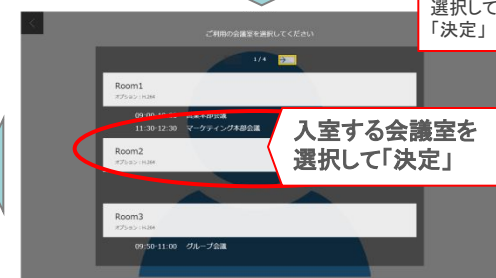 選択して
「決定」
ご利用の会議室を選択してください
1/4
Room1
オプション：H.264
11:30-12:30 マーケティング本部会議
入室する会議室を
選択して「決定」
Room2
オプション：H.264
Room3
オプション：H.264
09:50-11:00 グループ会議